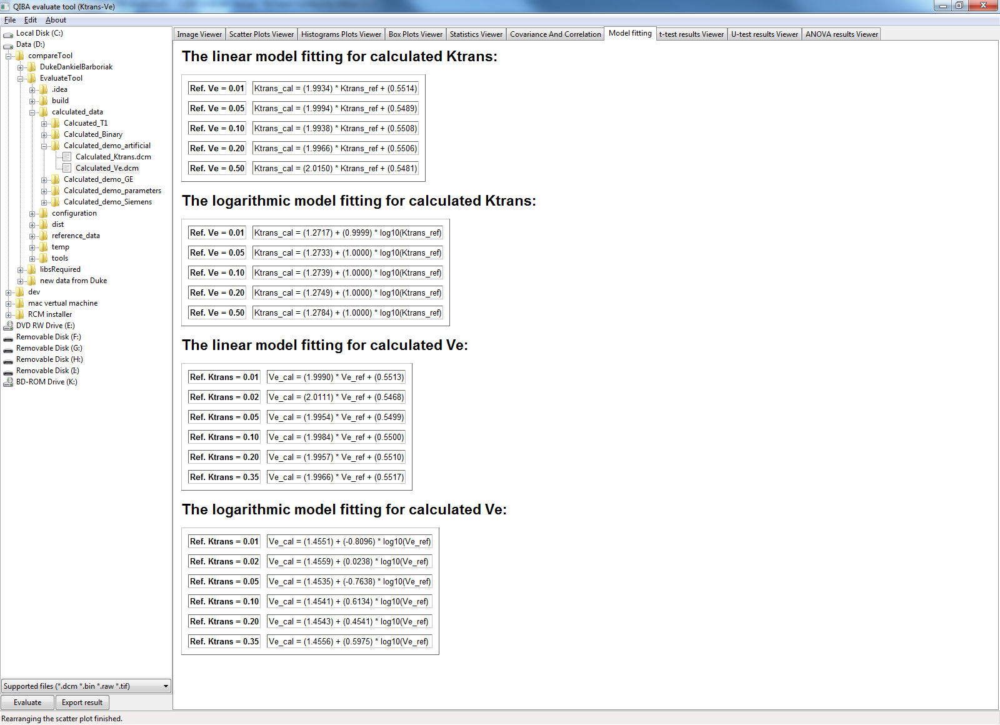 QIBA evaluate tool (Ktrans-Ve)
File Edit About
Local Disk (C:)
Data (D:)
compareTool
DukeDankielBarboriak
EvaluateTool
.idea
build
calculated_data
Calcuated_T1
Calculated_Binary
Calculated_demo_artificial
Calculated_Ktrans.dcm
Calculated_Ve.dcm
Calculated_demo_GE
Calculated_demo_parameters
Calculated_demo_Siemens
configuration
dist
reference_data
temp
tools
libsRequired
new data from Duke
dev
mac vertual machine
RCM installer
DVD RW Drive (E:)
Removable Disk (F:)
Removable Disk (G:)
Removable Disk (H:)
Removable Disk (I:)
BD-ROM Drive (K:)
Supported files (*.dcm *.bin *.raw *.tif)
Evaluate Export result
Image Viewer Scatter Plots Viewer Histograms Plots Viewer Box Plots Viewer Statistics Viewer Covariance And Correlation Model fitting t-test results Viewer U-test results Viewer ANOVA results Viewer
The linear model fitting for calculated Ktrans:
Ref. Ve = 0.01 Ktrans_cal = (1.9934) * Ktrans_ref + (0.5514)
Ref. Ve = 0.05 Ktrans_cal = (1.9994) * Ktrans_ref + (0.5489)
Ref. Ve = 0.10 Ktrans_cal = (1.9938) * Ktrans_ref + (0.5508)
Ref. Ve = 0.20 Ktrans_cal = (1.9966) * Ktrans_ref + (0.5506)
Ref. Ve = 0.50 Ktrans_cal = (2.0150) * Ktrans_ref + (0.5481)
The logarithmic model fitting for calculated Ktrans:
Ref. Ve = 0.01 Ktrans_cal = (1.2717) + (0.9999) * log10(Ktrans_ref)
Ref. Ve = 0.05 Ktrans_cal = (1.2733) + (1.0000) * log10(Ktrans_ref)
Ref. Ve = 0.10 Ktrans_cal = (1.2739) + (1.0000) * log10(Ktrans_ref)
Ref. Ve = 0.20 Ktrans_cal = (1.2749) + (1.0000) * log10(Ktrans_ref)
Ref. Ve = 0.50 Ktrans_cal = (1.2784) + (1.0000) * log10(Ktrans_ref)
The linear model fitting for calculated Ve:
Ref. Ktrans = 0.01 Ve_cal = (1.9990) * Ve_ref + (0.5513)
Ref. Ktrans = 0.02 Ve_cal = (2.0111) * Ve_ref + (0.5468)
Ref. Ktrans = 0.05 Ve_cal = (1.9954) * Ve_ref + (0.5499)
Ref. Ktrans = 0.10 Ve_cal = (1.9984) * Ve_ref + (0.5500)
Ref. Ktrans = 0.20 Ve_cal = (1.9957) * Ve_ref + (0.5510)
Ref. Ktrans = 0.35 Ve_cal = (1.9966) * Ve_ref + (0.5517)
The logarithmic model fitting for calculated Ve:
Ref. Ktrans = 0.01 Ve_cal = (1.4551) + (-0.8096) * log10(Ve_ref)
Ref. Ktrans = 0.02 Ve_cal = (1.4559) + (0.0238) * log10(Ve_ref)
Ref. Ktrans = 0.05 Ve_cal = (1.4535) + (-0.7638) * log10(Ve_ref)
Ref. Ktrans = 0.10 Ve_cal = (1.4541) + (0.6134) * log10(Ve_ref)
Ref. Ktrans = 0.20 Ve_cal = (1.4543) + (0.4541) * log10(Ve_ref)
Ref. Ktrans = 0.35 Ve_cal = (1.4556) + (0.5975) * log10(Ve_ref)
Rearranging the scatter plot finished.